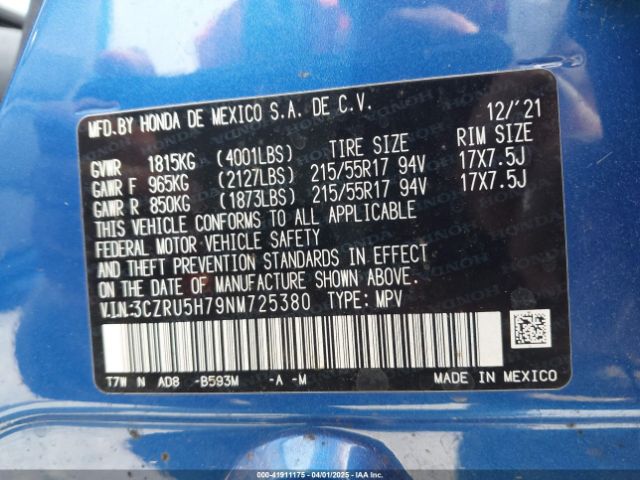 MFD.BY HONDA DE MEXICO S.A. DE C.V. 12/'21
GVWR 1815KG (4001LBS) TIRE SIZE RIM SIZE
GAWR F 965KG (2127LBS) 215/55R17 94V 17X7.5J
GAWR R 850KG (1873LBS) 215/55R17 94V 17X7.5J
THIS VEHICLE CONFORMS TO ALL APPLICABLE
FEDERAL MOTOR VEHICLE SAFETY
AND THEFT PREVENTION STANDARDS IN EFFECT
ON THE DATE OF MANUFACTURE SHOWN ABOVE.
V.I.N.:3CZRU5H79NM725380 TYPE: MPV
T7W N AD8 -B593M -A -M MADE IN MEXICO
000-41911175 - 04/01/2025 - IAAI.COM